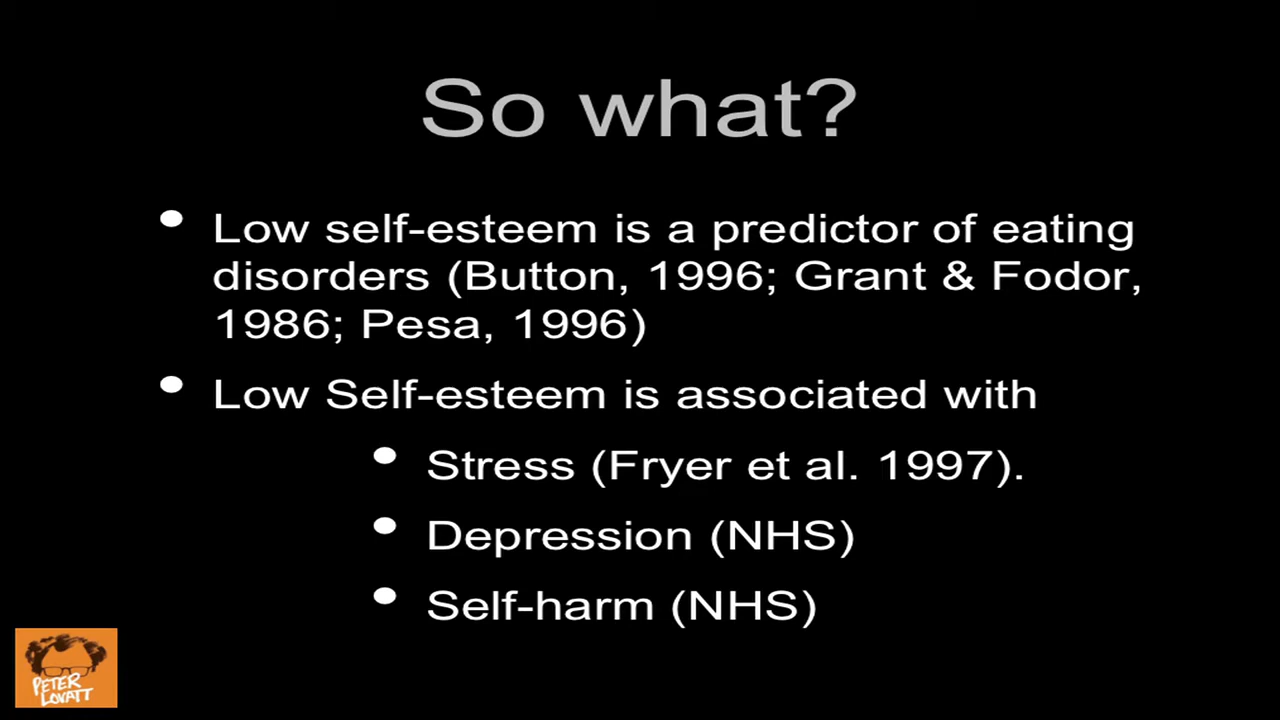 So what?
• Low self-esteem is a predictor of eating
disorders (Button, 1996; Grant & Fodor,
1986; Pesa, 1996)
• Low Self-esteem is associated with
• Stress (Fryer et al. 1997).
• Depression (NHS)
• Self-harm (NHS)
PETER
LOVATT